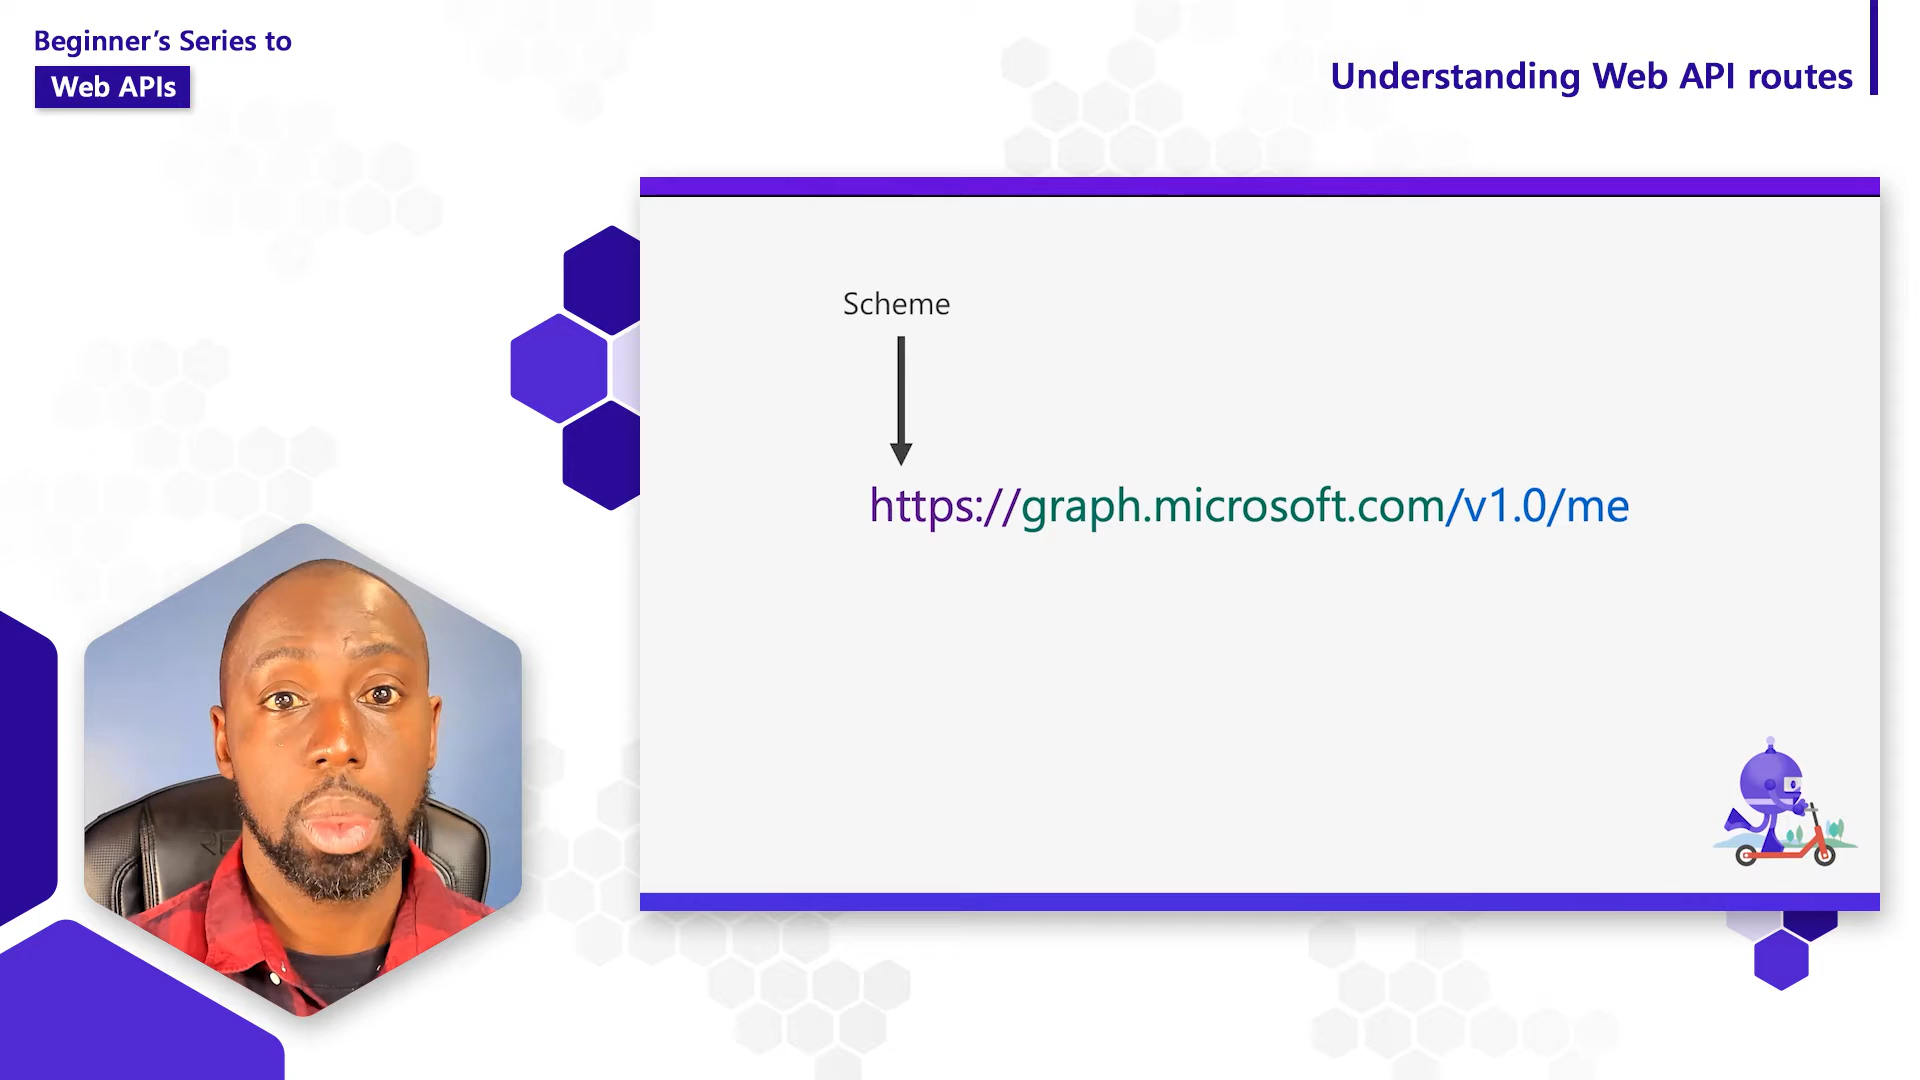 Beginner’s Series to
Web APIs
Understanding Web API routes
Scheme
https://graph.microsoft.com/v1.0/me